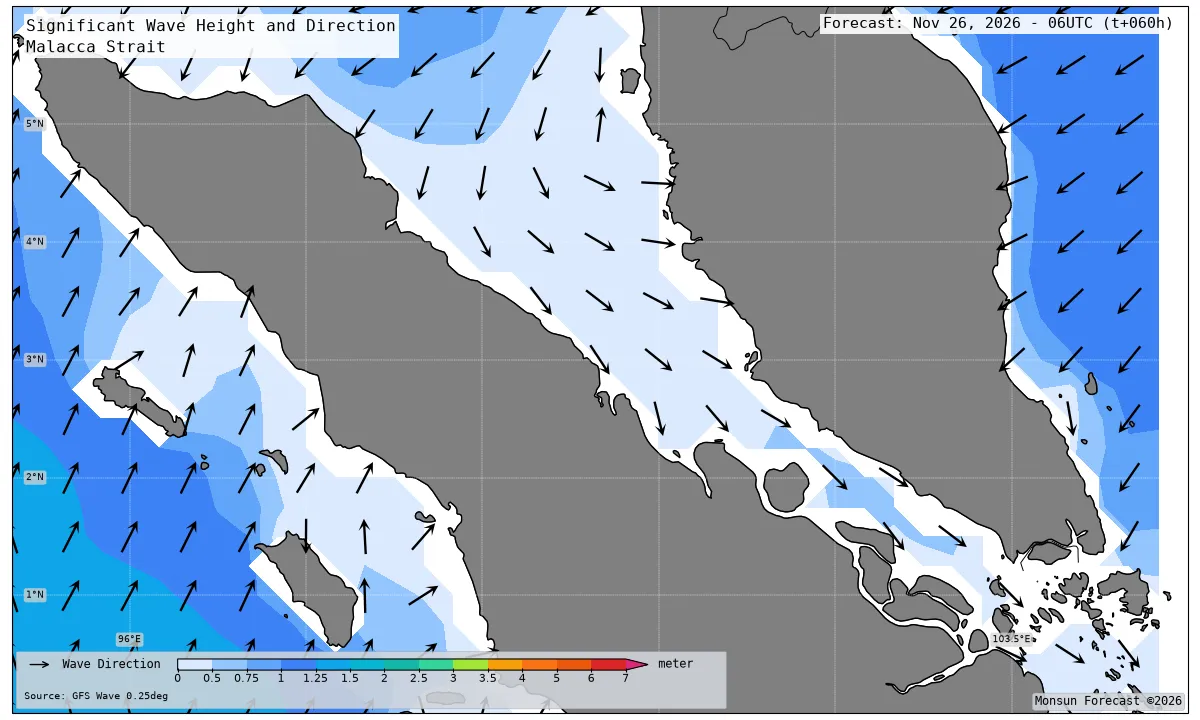 Significant Wave Height and Direction
Malacca Strait
Forecast: Nov 26, 2026 - 06UTC (t+060h)
5°N
4°N
3°N
2°N
1°N
96°E
103.5°E
Wave Direction
0 0.5 0.75 1 1.25 1.5 2 2.5 3 3.5 4 5 6 7
meter
Source: GFS Wave 0.25deg
Monsun Forecast ©2026